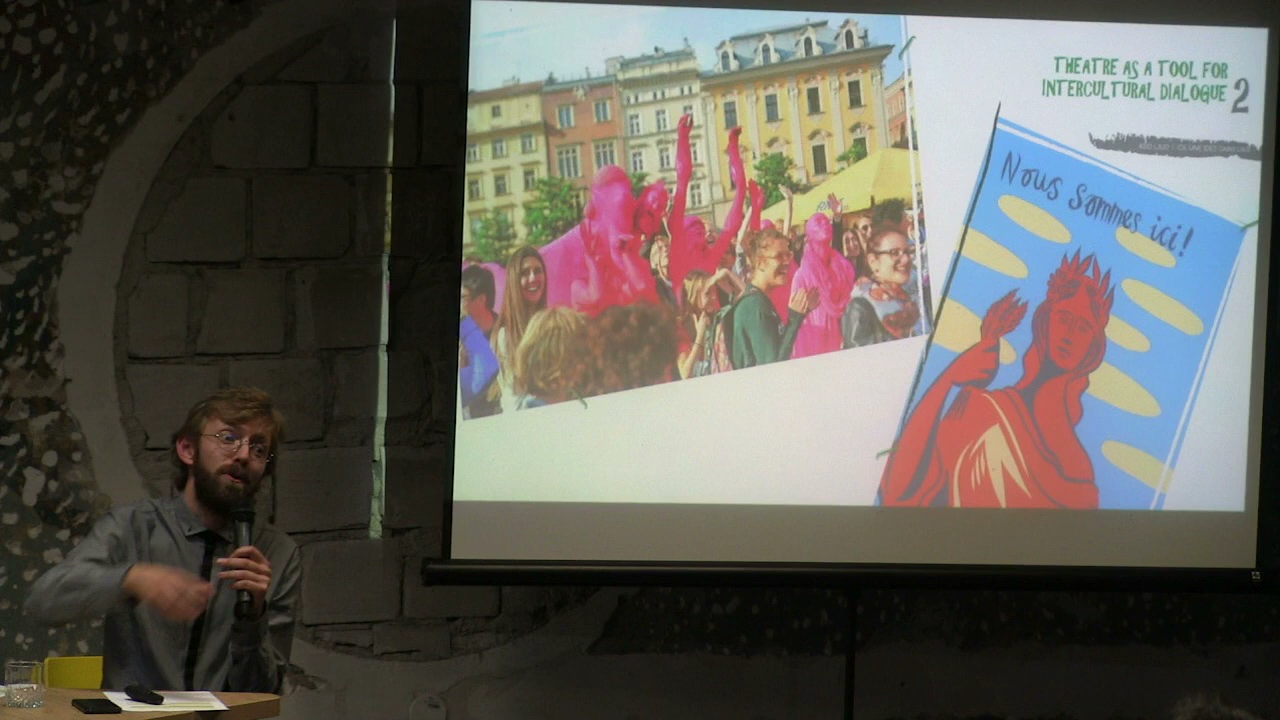 THEATRE AS A TOOL FOR
INTERCULTURAL DIALOGUE 2
Nous sommes ici!